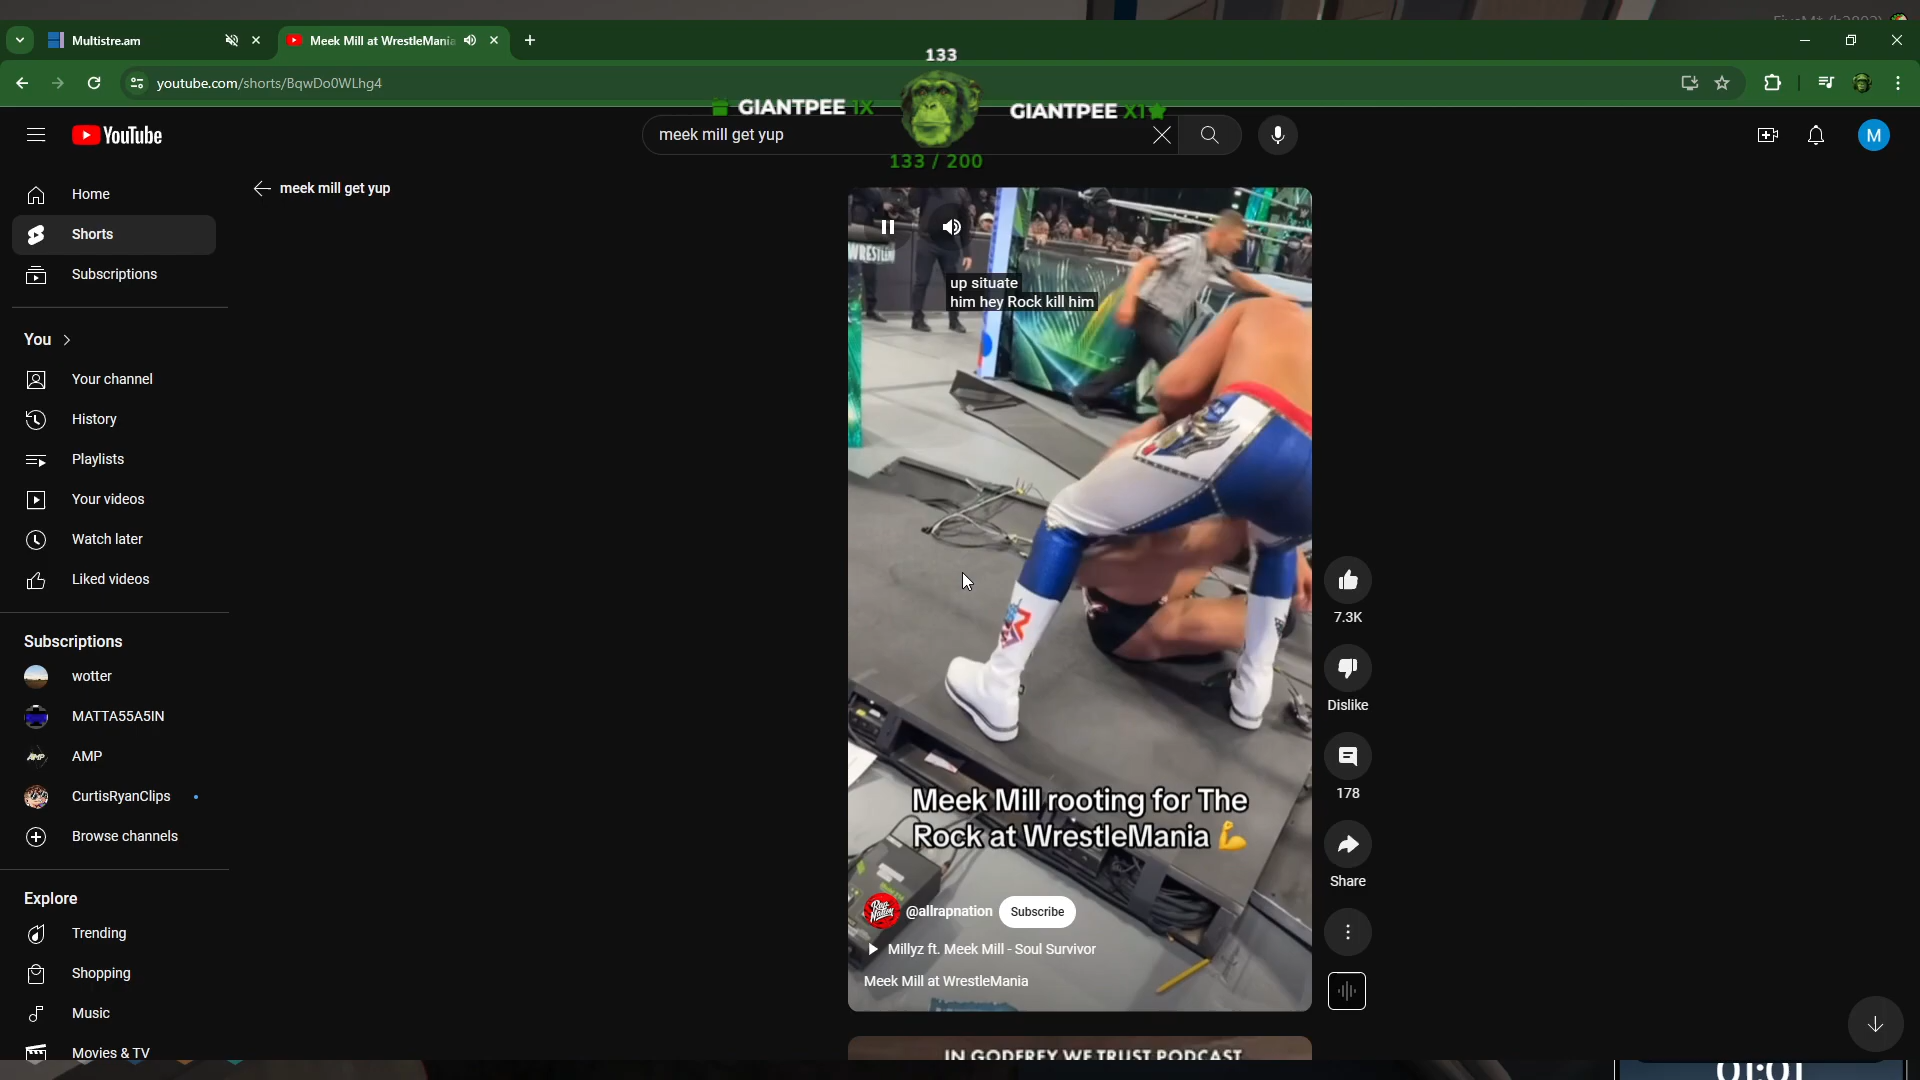 Multistre.am
Meek Mill at WrestleMania
133
youtube.com/shorts/BqwDo0WLhg4
GIANTPEE 1X
GIANTPEE X1
YouTube
meek mill get yup
M
133 / 200
meek mill get yup
Home
Shorts
Subscriptions
You
Your channel
History
Playlists
Your videos
Watch later
Liked videos
Subscriptions
wotter
MATTA55A5IN
AMP
CurtisRyanClips
Browse channels
Explore
Trending
Shopping
Music
Movies & TV
up situate
him hey Rock kill him
Meek Mill rooting for The
Rock at WrestleMania 💪
@allrapnation
Subscribe
Millyz ft. Meek Mill - Soul Survivor
Meek Mill at WrestleMania
7.3K
Dislike
178
Share
IN GODFREY WE TRUST PODCAST
01:01